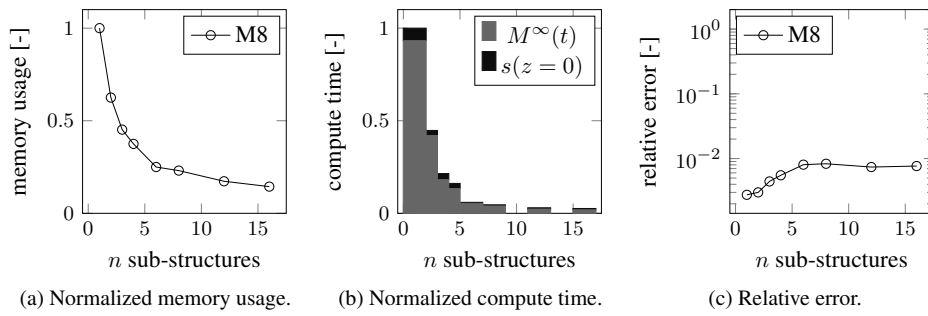 1
0.5
0
0
5
10
15
memory usage [-]
n sub-structures
M8
(a) Normalized memory usage.
1
0.5
0
0
5
10
15
compute time [-]
n sub-structures
M^∞(t)
s(z = 0)
(b) Normalized compute time.
10^0
10^−1
10^−2
0
5
10
15
relative error [-]
n sub-structures
M8
(c) Relative error.